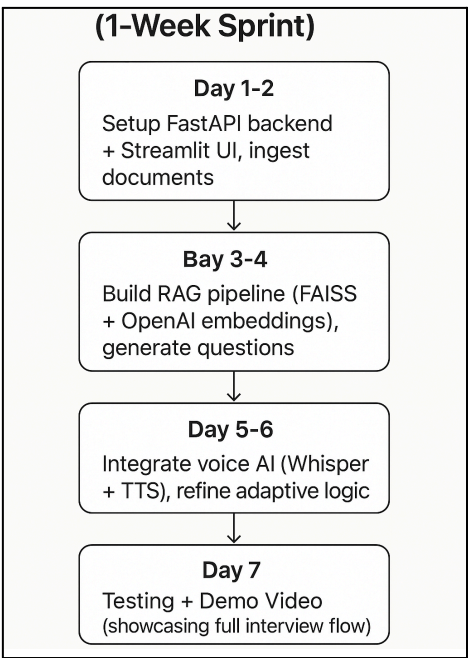 (1-Week Sprint)
Day 1-2
Setup FastAPI backend
+ Streamlit UI, ingest
documents
Bay 3-4
Build RAG pipeline (FAISS
+ OpenAI embeddings),
generate questions
Day 5-6
Integrate voice AI (Whisper
+ TTS), refine adaptive logic
Day 7
Testing + Demo Video
(showcasing full interview flow)